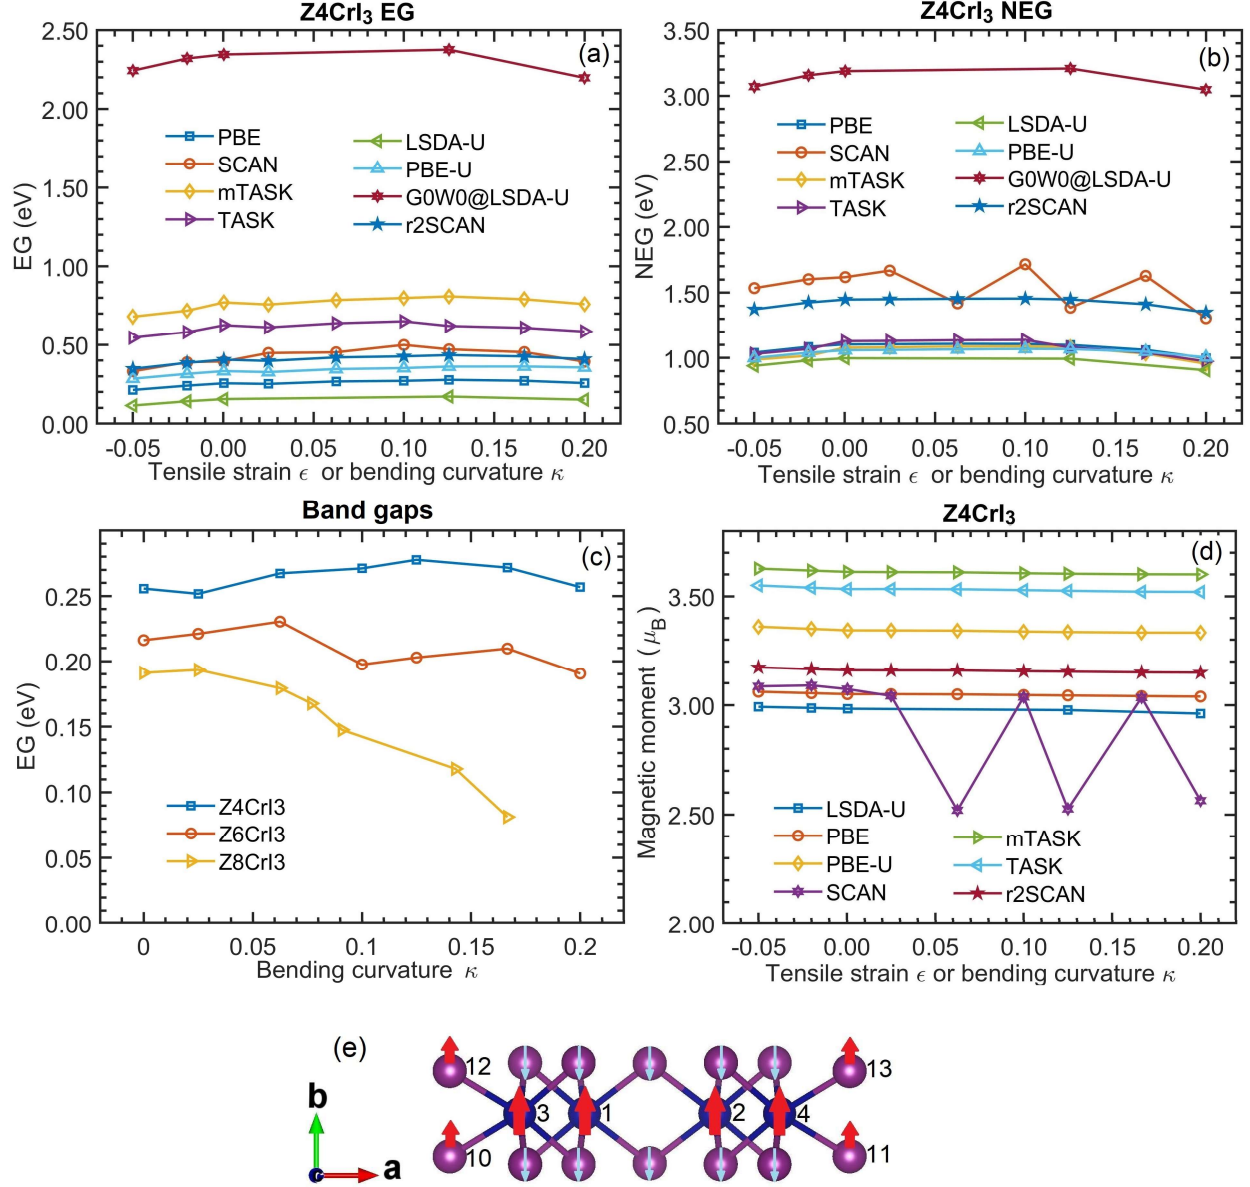 Z4CrI₃ EG
(a)
2.50
2.00
1.50
1.00
0.50
0.00
EG (eV)
PBE
SCAN
mTASK
TASK
LSDA-U
PBE-U
G0W0@LSDA-U
r2SCAN
-0.05 0.00 0.05 0.10 0.15 0.20
Tensile strain ϵ or bending curvature κ
Z4CrI₃ NEG
(b)
3.50
3.00
2.50
2.00
1.50
1.00
0.50
NEG (eV)
PBE
SCAN
mTASK
TASK
LSDA-U
PBE-U
G0W0@LSDA-U
r2SCAN
-0.05 0.00 0.05 0.10 0.15 0.20
Tensile strain ϵ or bending curvature κ
Band gaps
(c)
0.25
0.20
0.15
0.10
0.05
0.00
EG (eV)
Z4CrI3
Z6CrI3
Z8CrI3
0 0.05 0.1 0.15 0.2
Bending curvature κ
Z4CrI₃
(d)
3.50
3.00
2.50
2.00
Magnetic moment (μ_B)
LSDA-U
PBE
PBE-U
SCAN
mTASK
TASK
r2SCAN
-0.05 0.00 0.05 0.10 0.15 0.20
Tensile strain ϵ or bending curvature κ
(e)
12 13
3 1 2 4
10 11
b
a